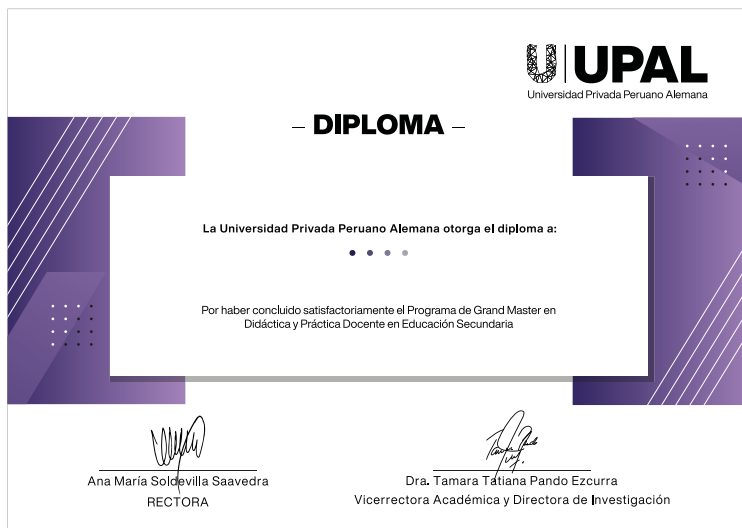 UPAL
Universidad Privada Peruano Alemana
– DIPLOMA –
La Universidad Privada Peruano Alemana otorga el diploma a:
Por haber concluido satisfactoriamente el Programa de Grand Master en
Didáctica y Práctica Docente en Educación Secundaria
Ana María Soldevilla Saavedra
RECTORA
Dra. Tamara Tatiana Pando Ezcurra
Vicerrectora Académica y Directora de Investigación